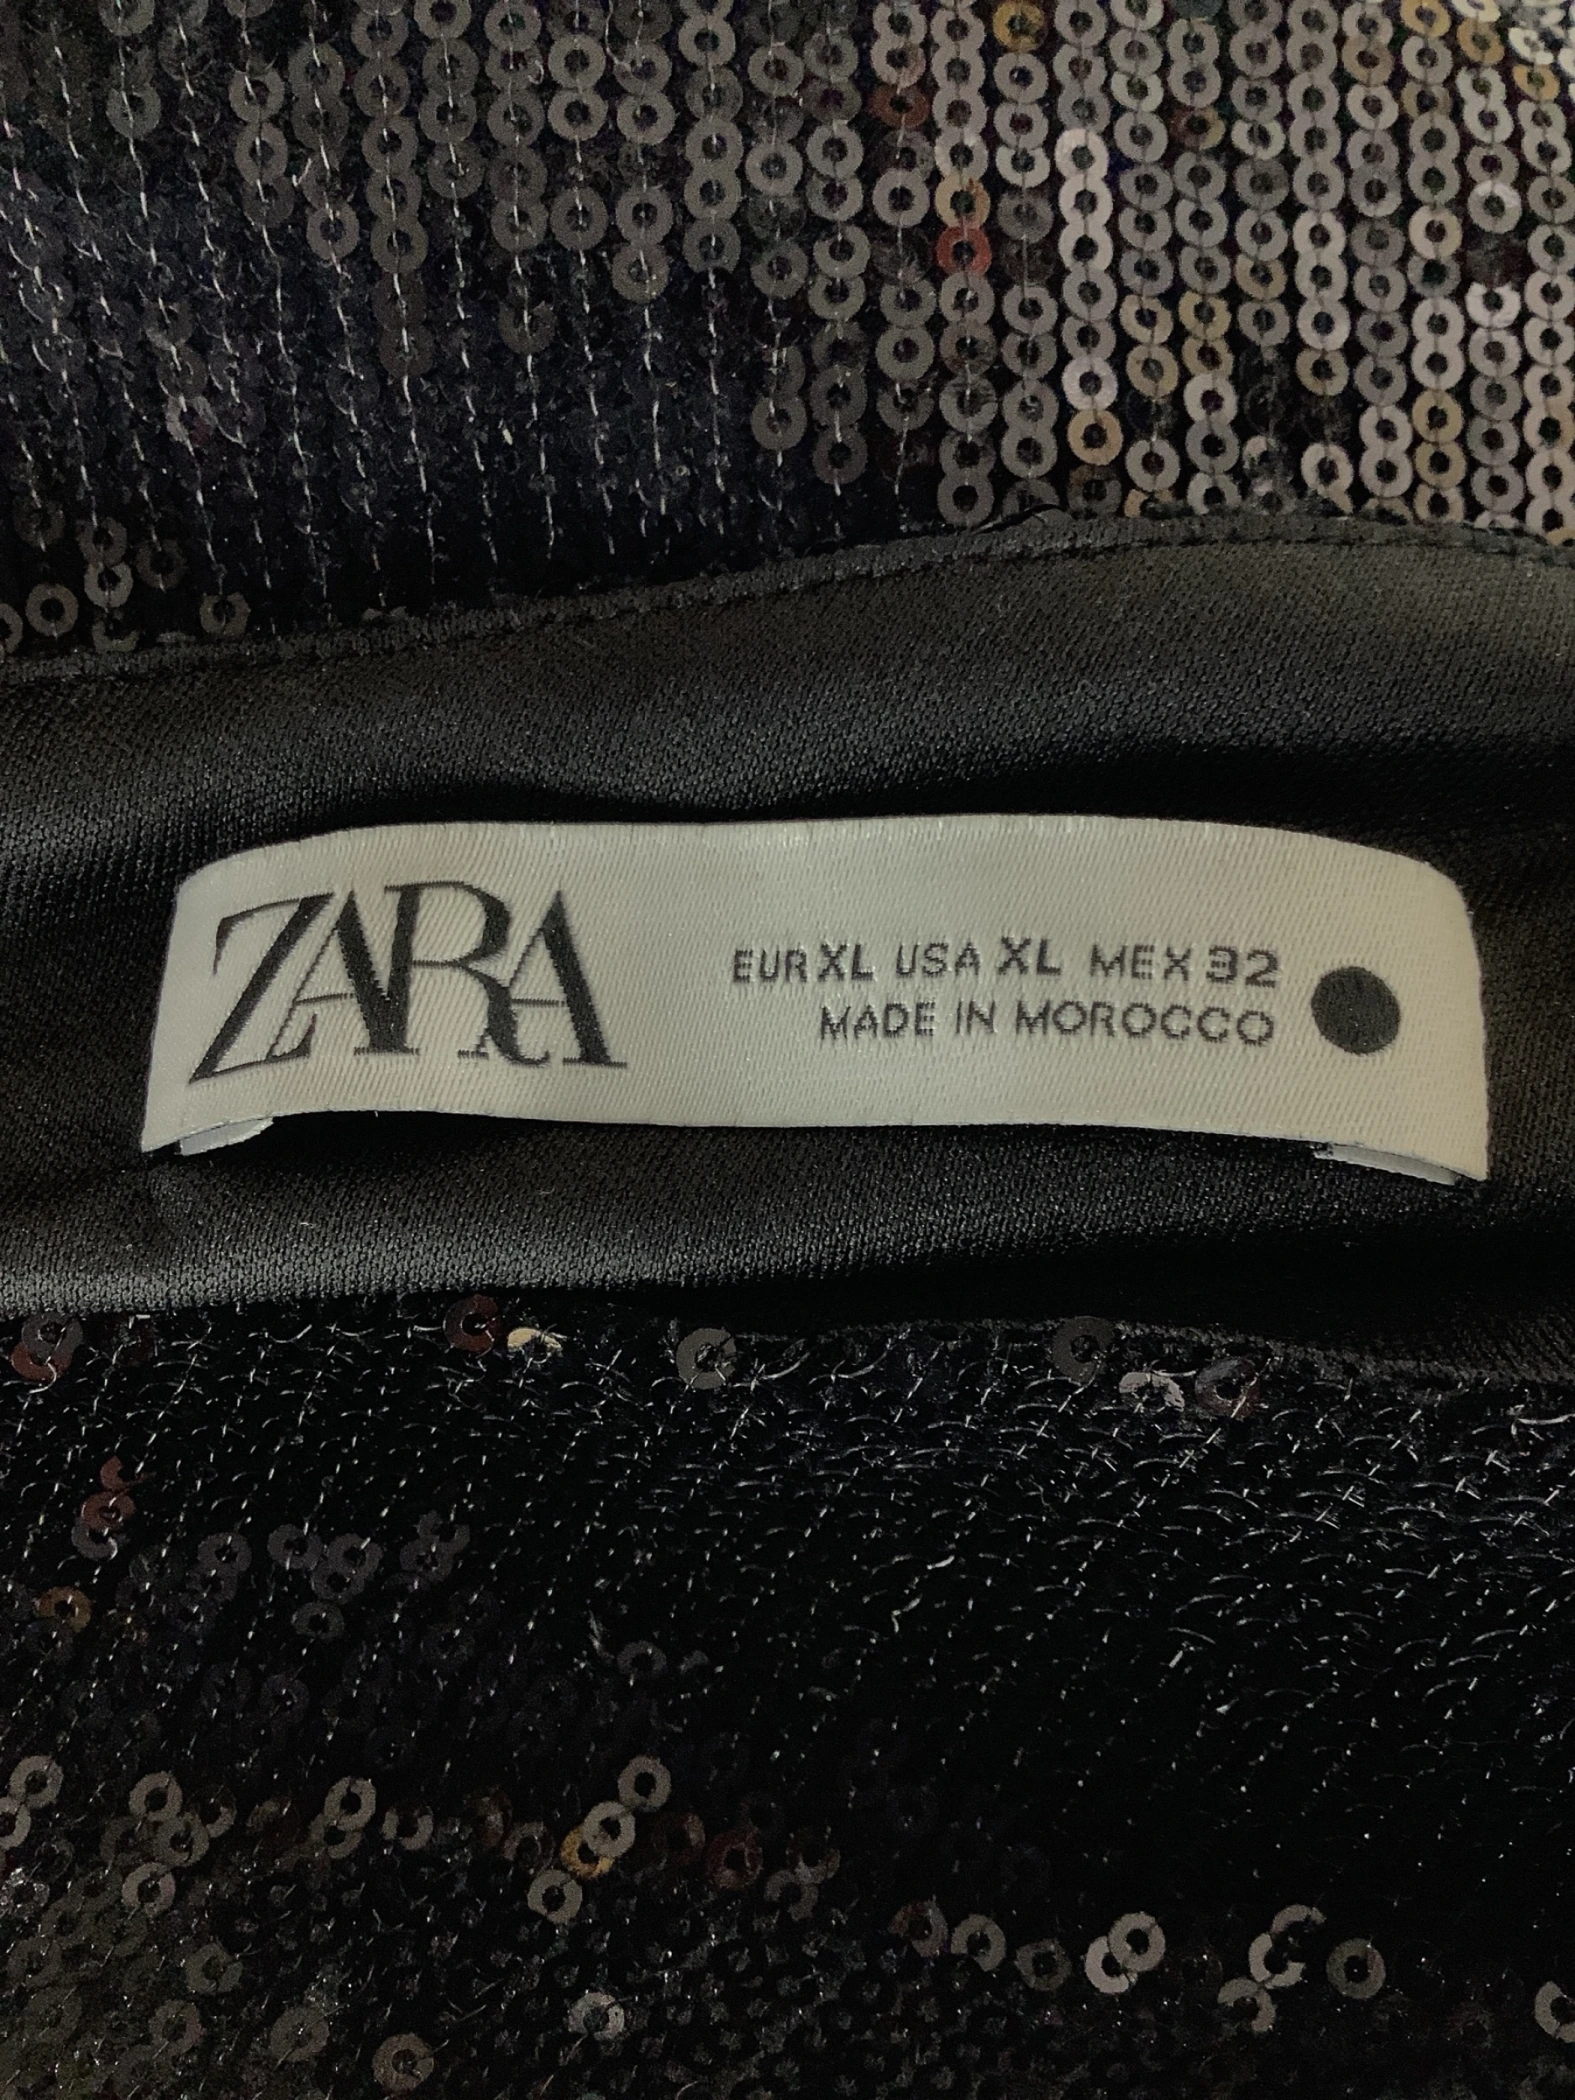 ZARA
EUR XL USA XL MEX 32
MADE IN MOROCCO